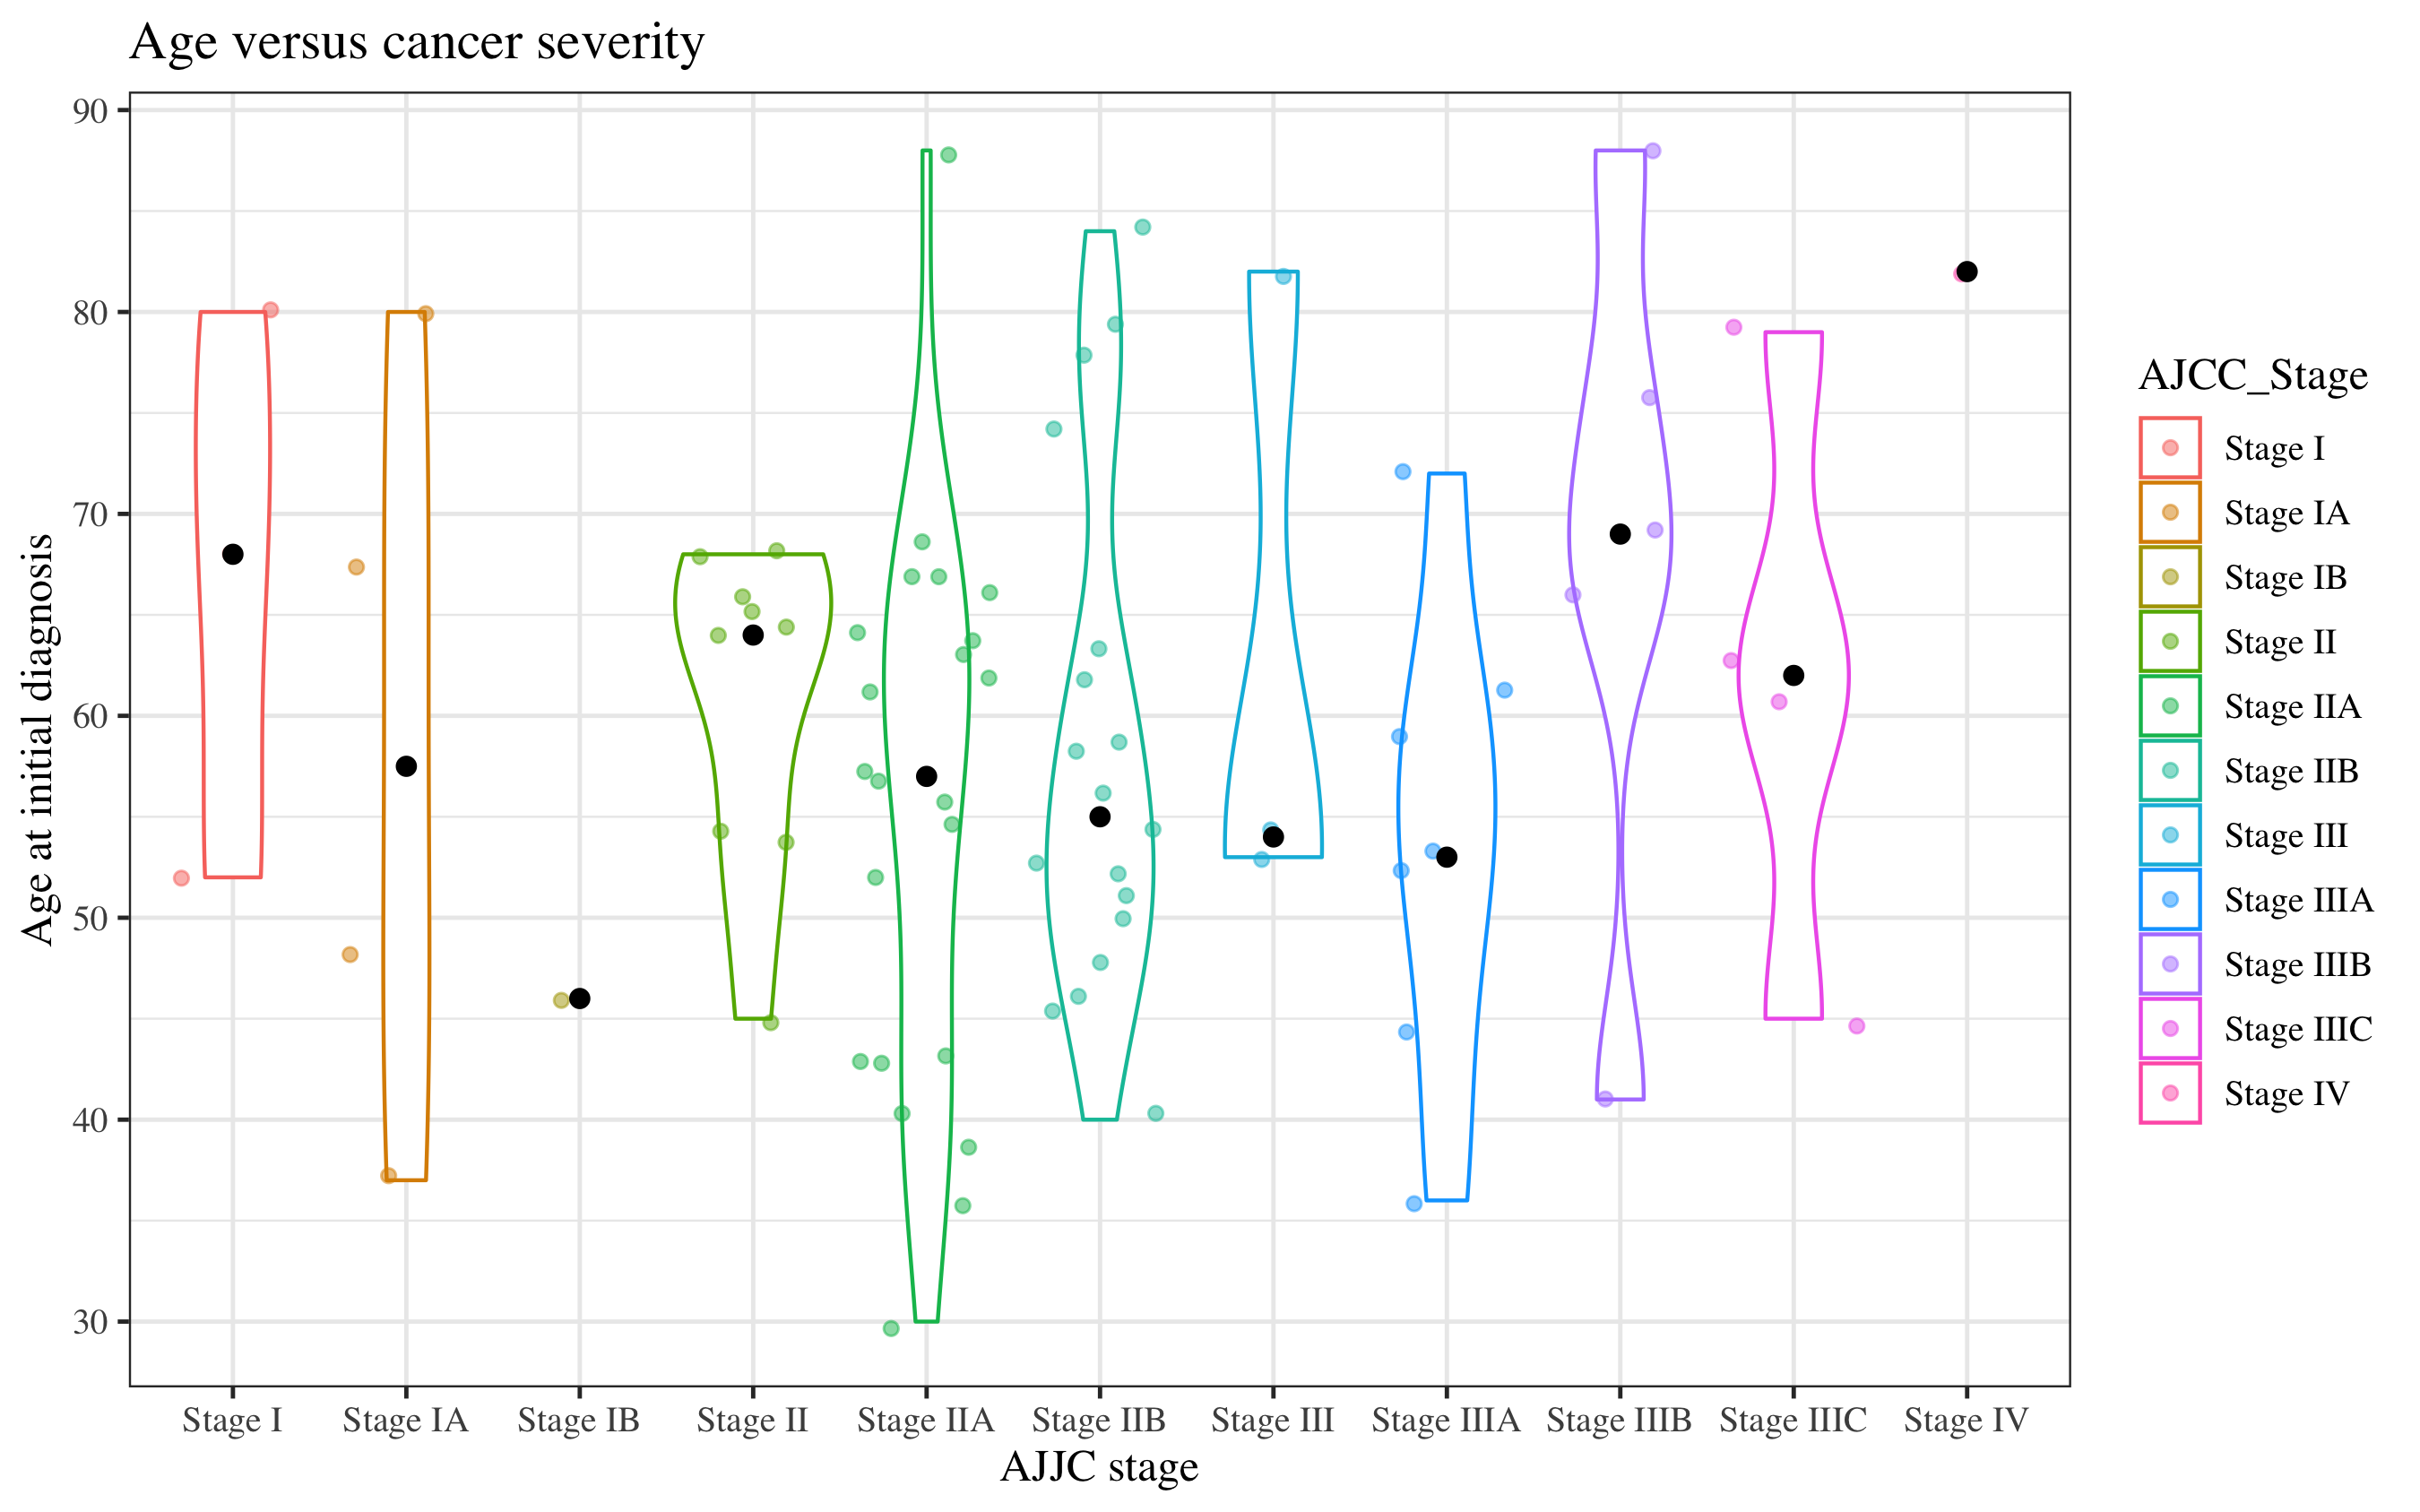 Age versus cancer severity
Age at initial diagnosis
90
80
70
60
50
40
30
Stage I Stage IA Stage IB Stage II Stage IIA Stage IIB Stage III Stage IIIA Stage IIIB Stage IIIC Stage IV
AJJC stage
AJCC_Stage
Stage I
Stage IA
Stage IB
Stage II
Stage IIA
Stage IIB
Stage III
Stage IIIA
Stage IIIB
Stage IIIC
Stage IV